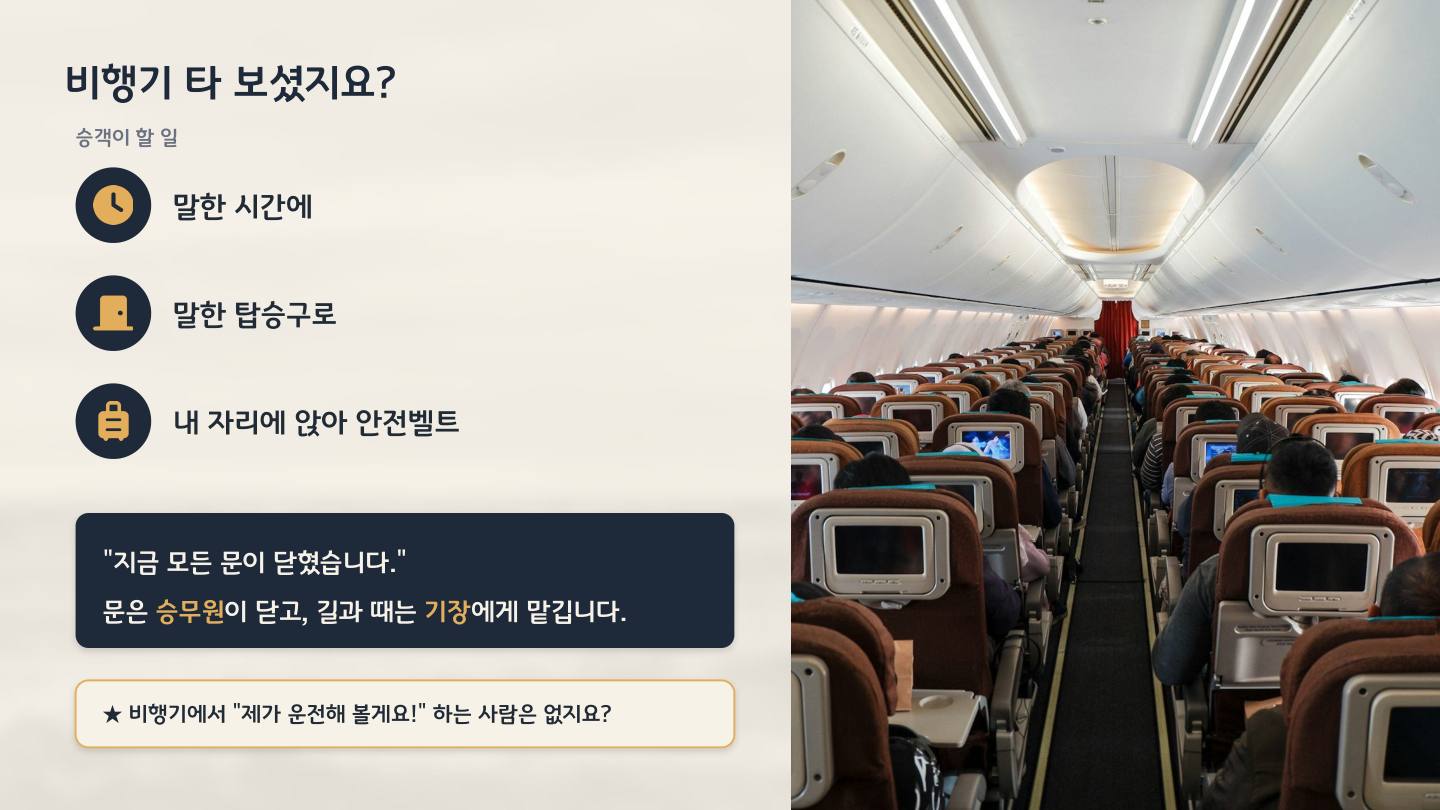 비행기 타 보셨지요?
승객이 할 일
말한 시간에
말한 탑승구로
내 자리에 앉아 안전벨트
"지금 모든 문이 닫혔습니다."
문은 승무원이 닫고, 길과 때는 기장에게 맡깁니다.
★ 비행기에서 "제가 운전해 볼게요!" 하는 사람은 없지요?